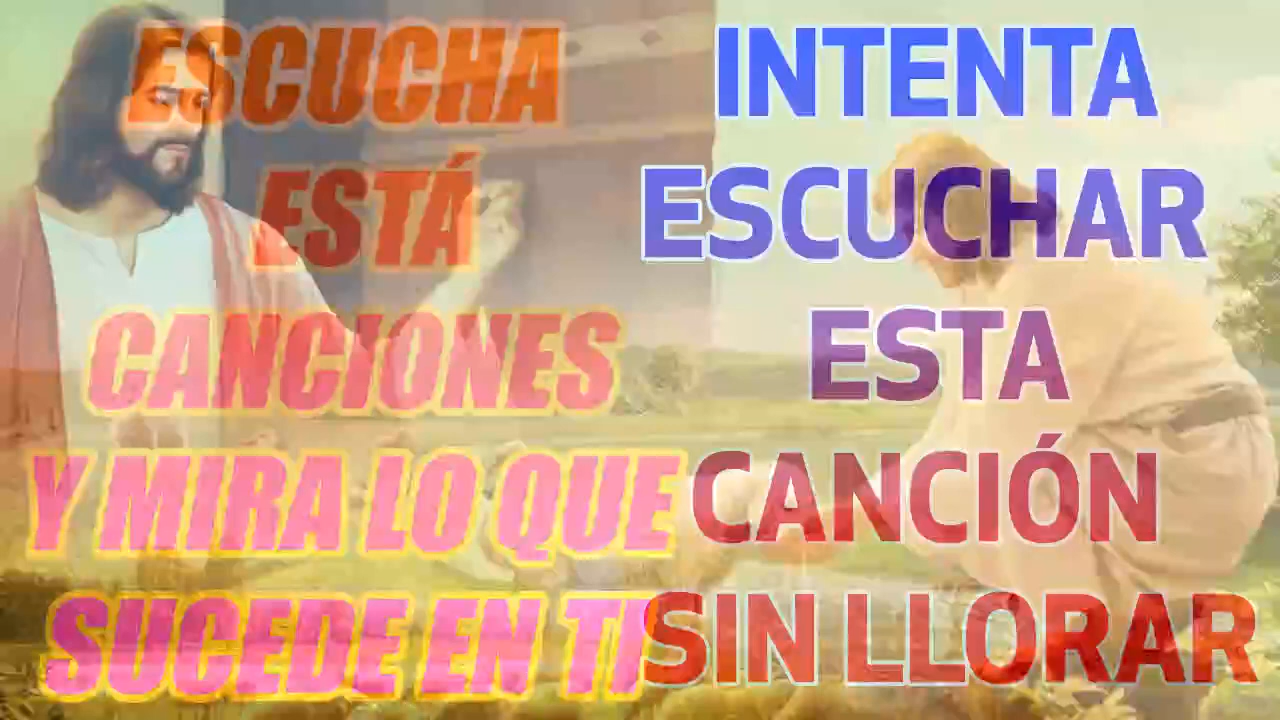 ESCUCHA
ESTÁ
CANCIONES
Y MIRA LO QUE
SUCEDE EN TI
INTENTA
ESCUCHAR
ESTA
CANCIÓN
SIN LLORAR